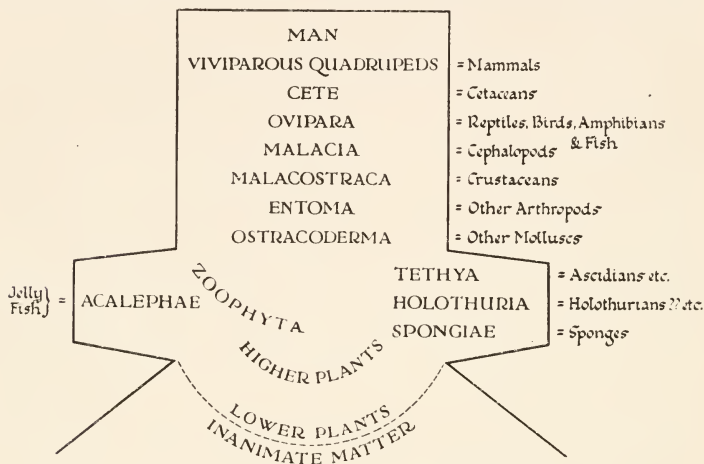 MAN
VIVIPAROUS QUADRUPEDS = Mammals
CETE = Cetaceans
OVIPARA = Reptiles, Birds, Amphibians & Fish
MALACIA = Cephalopods
MALACOSTRACA = Crustaceans
ENTOMA = Other Arthropods
OSTRACODERMA = Other Molluscs
Jelly Fish } = ACALEPHAE
ZOOPHYTA
TETHYA = Ascidians etc.
HOLOTHURIA = Holothurians ?? etc.
SPONGIAE = Sponges
HIGHER PLANTS
LOWER PLANTS
INANIMATE MATTER